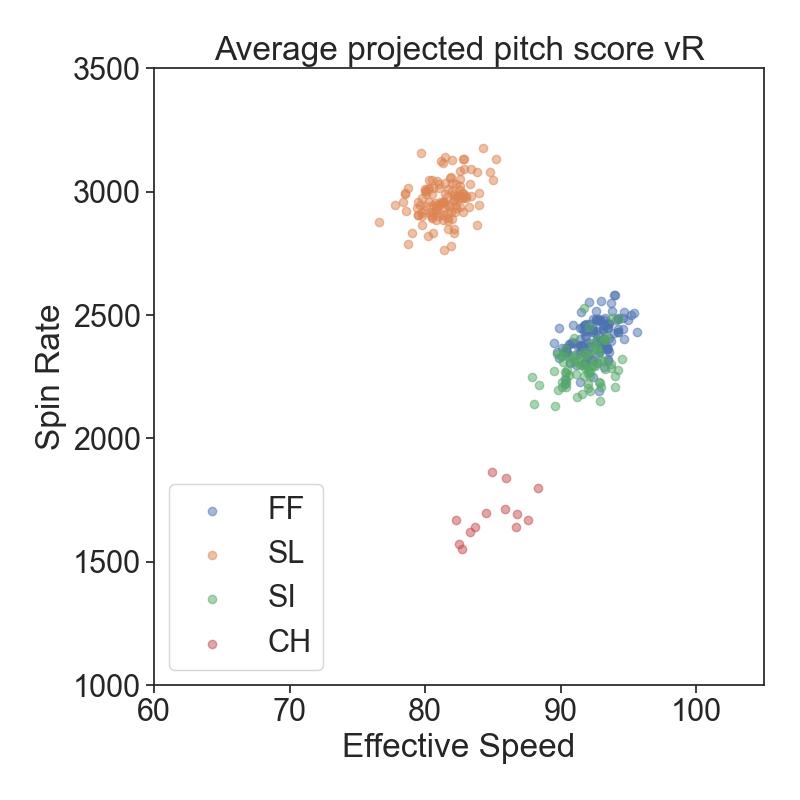 Average projected pitch score vR
3500
3000
2500
2000
1500
1000
Spin Rate
FF
SL
SI
CH
60 70 80 90 100
Effective Speed